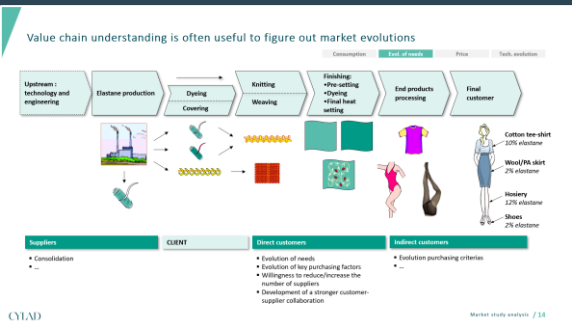 Value chain understanding is often useful to figure out market evolutions
Consumption
Evol. of needs
Price
Tech. evolution
Upstream :
technology and
engineering
Elastane production
Dyeing
Covering
Knitting
Weaving
Finishing:
•Pre-setting
•Dyeing
•Final heat
setting
End products
processing
Final
customer
Cotton tee-shirt
10% elastane
Wool/PA skirt
2% elastane
Hosiery
12% elastane
Shoes
2% elastane
Suppliers
CLIENT
Direct customers
Indirect customers
▪ Consolidation
▪ ...
▪ Evolution of needs
▪ Evolution of key purchasing factors
▪ Willingness to reduce/increase the
number of suppliers
▪ Development of a stronger customer-
supplier collaboration
▪ Evolution purchasing criterias
▪ ...
CYLAD
Market study analysis / 14